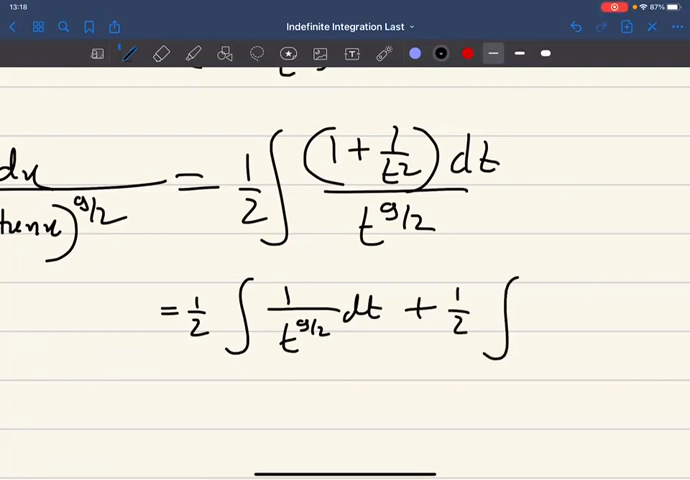 13:18
87%
Indefinite Integration Last
dx / tanx)^9/2 = 1/2 ∫ (1 + 1/t²) dt / t^9/2
= 1/2 ∫ 1/t^9/2 dt + 1/2 ∫